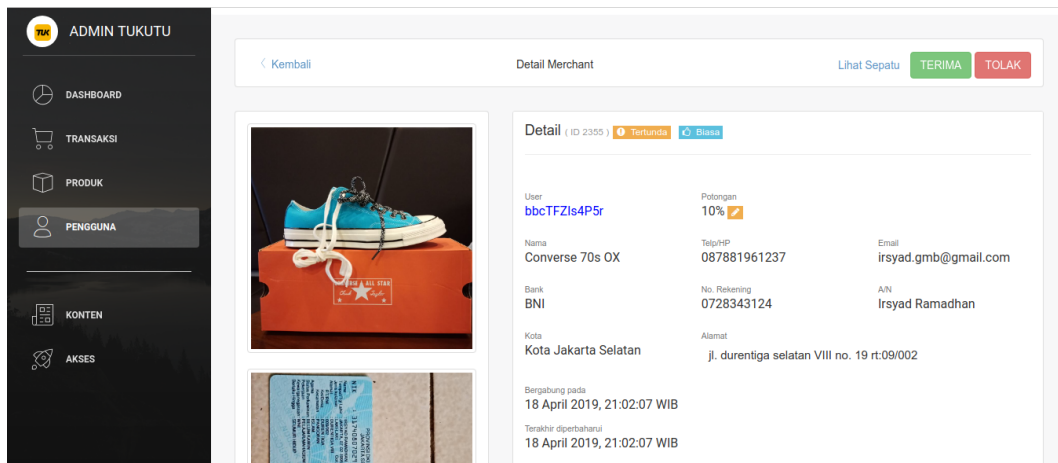 TUK
ADMIN TUKUTU
DASHBOARD
TRANSAKSI
PRODUK
PENGGUNA
KONTEN
AKSES
Kembali
Detail Merchant
Lihat Sepatu
TERIMA
TOLAK
ALL STAR
NIK
Detail ( ID 2355 ) Tertunda Biasa
User
bbcTFZIs4P5r
Potongan
10%
Nama
Converse 70s OX
Telp/HP
087881961237
Email
irsyad.gmb@gmail.com
Bank
BNI
No. Rekening
0728343124
A/N
Irsyad Ramadhan
Kota
Kota Jakarta Selatan
Alamat
jl. durentiga selatan VIII no. 19 rt:09/002
Bergabung pada
18 April 2019, 21:02:07 WIB
Terakhir diperbaharui
18 April 2019, 21:02:07 WIB